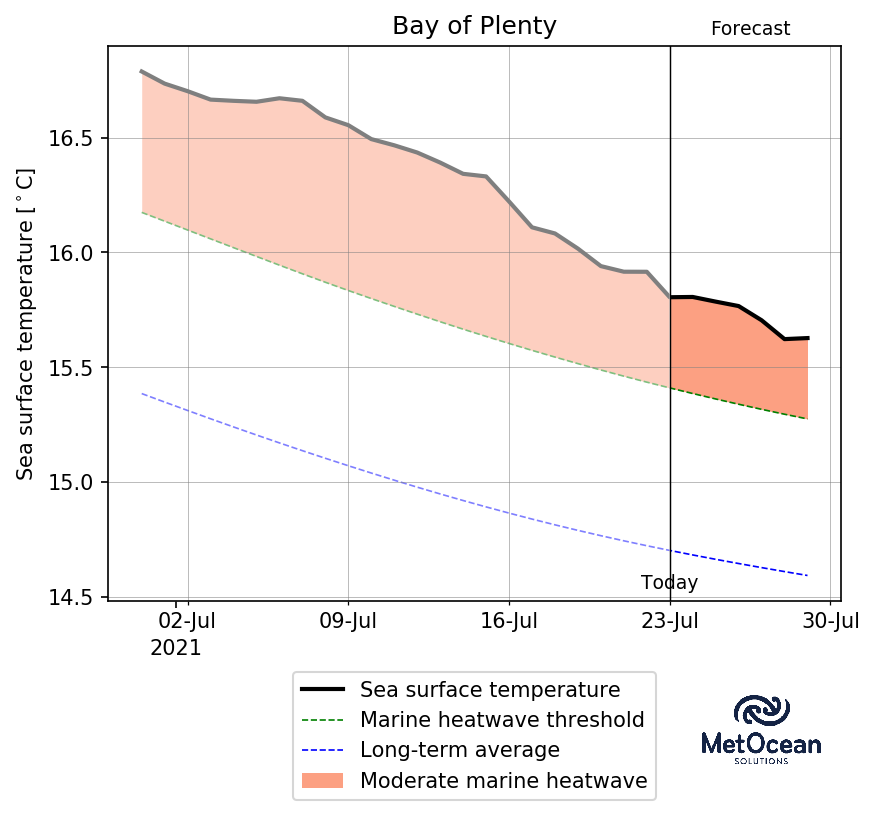 Bay of Plenty
Forecast
Sea surface temperature [°C]
16.5
16.0
15.5
15.0
14.5
Today
02-Jul
2021
09-Jul
16-Jul
23-Jul
30-Jul
Sea surface temperature
Marine heatwave threshold
Long-term average
Moderate marine heatwave
MetOcean
SOLUTIONS